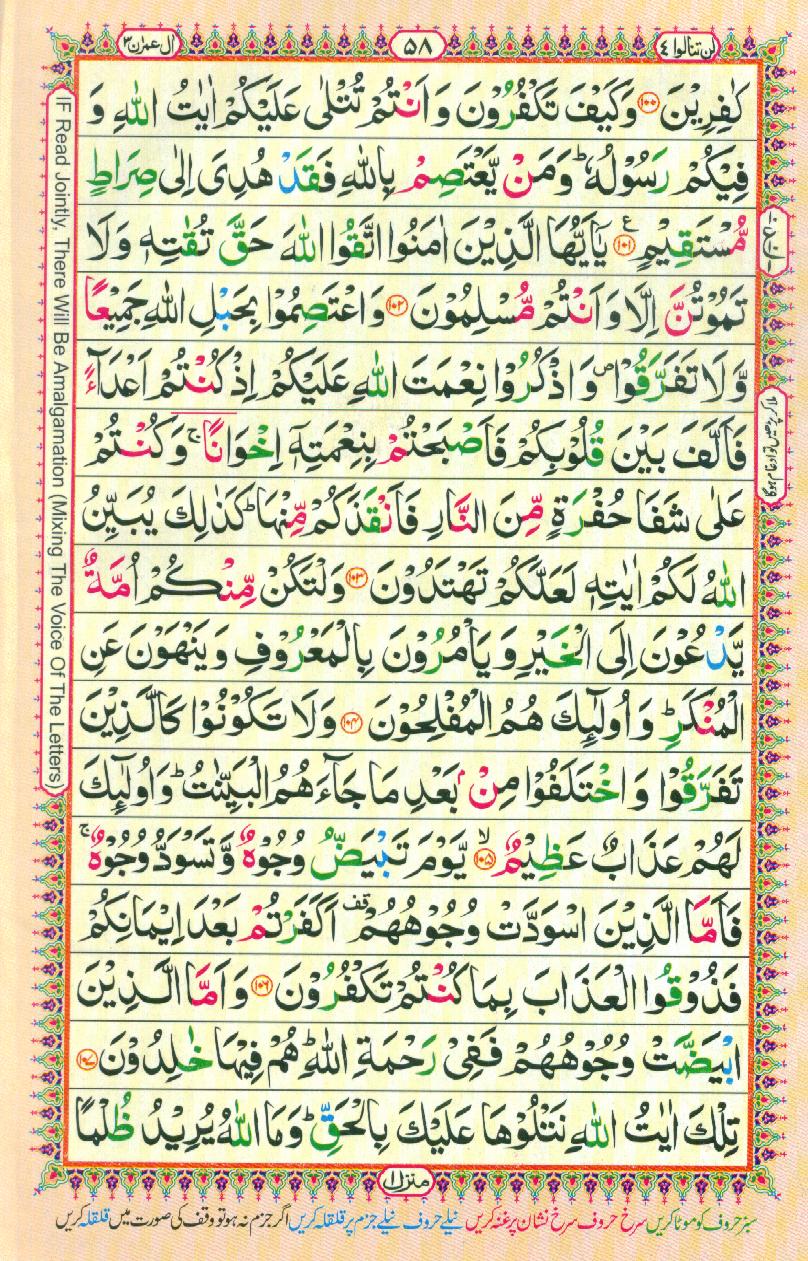 لن تنالوا ٤
٥٨
اٰل عمرٰن ٣
كٰفِرِيْنَ ۝١٠٠ وَكَيْفَ تَكْفُرُوْنَ وَ اَنْتُمْ تُتْلٰى عَلَيْكُمْ اٰيٰتُ اللّٰهِ وَ
فِيْكُمْ رَسُوْلُهٗ ؕ وَمَنْ يَّعْتَصِمْ بِاللّٰهِ فَقَدْ هُدِىَ اِلٰى صِرَاطٍ
مُّسْتَقِيْمٍ ۝١٠١ ع يٰۤاَيُّهَا الَّذِيْنَ اٰمَنُوا اتَّقُوا اللّٰهَ حَقَّ تُقٰتِهٖ وَلَا
تَمُوْتُنَّ اِلَّا وَ اَنْتُمْ مُّسْلِمُوْنَ ۝١٠٢ وَاعْتَصِمُوْا بِحَبْلِ اللّٰهِ جَمِيْعًا
وَّلَا تَفَرَّقُوْا ص وَ اذْكُرُوْا نِعْمَتَ اللّٰهِ عَلَيْكُمْ اِذْ كُنْتُمْ اَعْدَآءً
فَاَلَّفَ بَيْنَ قُلُوْبِكُمْ فَاَصْبَحْتُمْ بِنِعْمَتِهٖۤ اِخْوَانًا ۚ وَكُنْتُمْ
عَلٰى شَفَا حُفْرَةٍ مِّنَ النَّارِ فَاَنْقَذَكُمْ مِّنْهَا ؕ كَذٰلِكَ يُبَيِّنُ
اللّٰهُ لَكُمْ اٰيٰتِهٖ لَعَلَّكُمْ تَهْتَدُوْنَ ۝١٠٣ وَلْتَكُنْ مِّنْكُمْ اُمَّةٌ
يَّدْعُوْنَ اِلَى الْخَيْرِ وَ يَاْمُرُوْنَ بِالْمَعْرُوْفِ وَ يَنْهَوْنَ عَنِ
الْمُنْكَرِ ؕ وَ اُولٰٓئِكَ هُمُ الْمُفْلِحُوْنَ ۝١٠٤ وَلَا تَكُوْنُوْا كَالَّذِيْنَ
تَفَرَّقُوْا وَ اخْتَلَفُوْا مِنْۢ بَعْدِ مَا جَآءَهُمُ الْبَيِّنٰتُ ؕ وَ اُولٰٓئِكَ
لَهُمْ عَذَابٌ عَظِيْمٌ ۝١٠٥ ۙ يَّوْمَ تَبْيَضُّ وُجُوْهٌ وَّ تَسْوَدُّ وُجُوْهٌ ۚ
فَاَمَّا الَّذِيْنَ اسْوَدَّتْ وُجُوْهُهُمْ قف اَكَفَرْتُمْ بَعْدَ اِيْمَانِكُمْ
فَذُوْقُوا الْعَذَابَ بِمَا كُنْتُمْ تَكْفُرُوْنَ ۝١٠٦ وَ اَمَّا الَّذِيْنَ
ابْيَضَّتْ وُجُوْهُهُمْ فَفِىْ رَحْمَةِ اللّٰهِ ؕ هُمْ فِيْهَا خٰلِدُوْنَ ۝١٠٧
تِلْكَ اٰيٰتُ اللّٰهِ نَتْلُوْهَا عَلَيْكَ بِالْحَقِّ ؕ وَمَا اللّٰهُ يُرِيْدُ ظُلْمًا
منزل ١
سبز حروف کو موٹا کریں سرخ حروف سرخ نشان پر غنہ کریں نیلے حروف نیلے جزم پر قلقلہ کریں اگر جزم نہ ہو تو وقف کی صورت میں قلقلہ کریں
IF Read Jointly, There Will Be Amalgamation (Mixing The Voice Of The Letters)